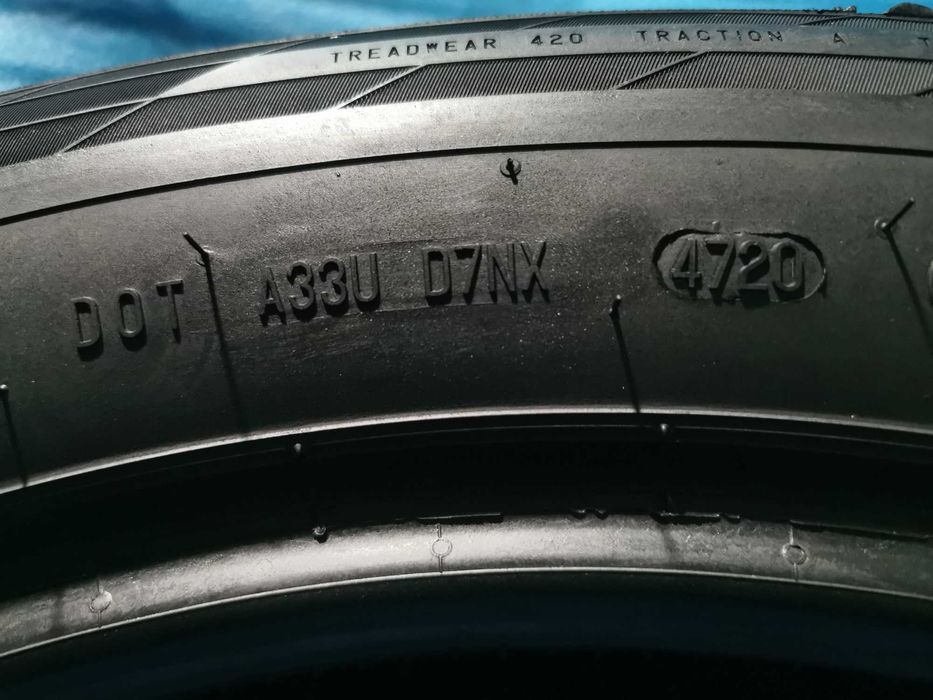 TREADWEAR 420 TRACTION A T
DOT A33U D7NX 4720